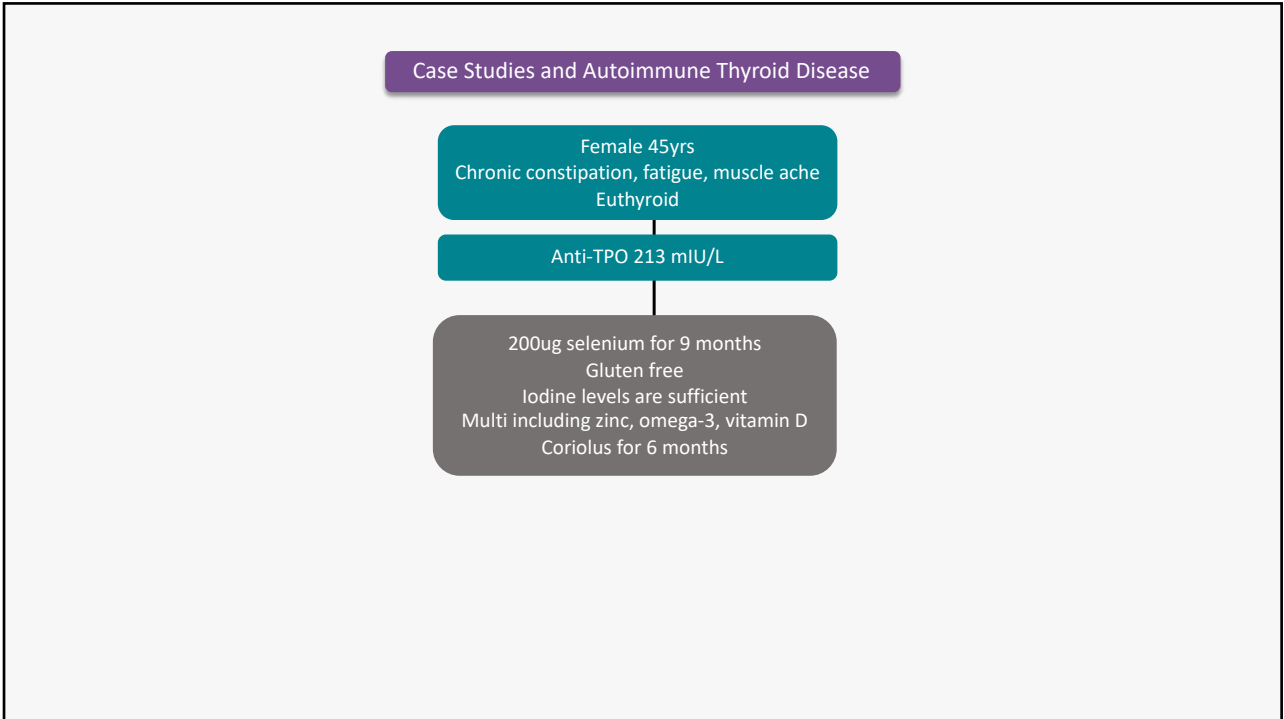 Case Studies and Autoimmune Thyroid Disease
Female 45yrs
Chronic constipation, fatigue, muscle ache
Euthyroid
Anti-TPO 213 mIU/L
200ug selenium for 9 months
Gluten free
Iodine levels are sufficient
Multi including zinc, omega-3, vitamin D
Coriolus for 6 months